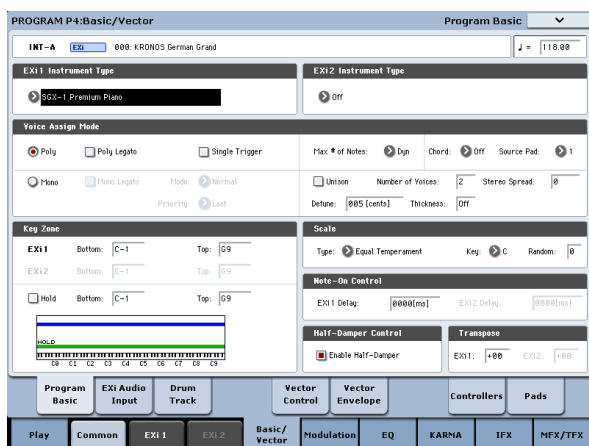 PROGRAM P4:Basic/Vector Program Basic
INT-A EXi 000: KRONOS German Grand ♩ = 118.00
EXi1 Instrument Type EXi2 Instrument Type
SGX-1 Premium Piano Off
Voice Assign Mode
Poly Poly Legato Single Trigger Max # of Notes: Dyn Chord: Off Source Pad: 1
Mono Mono Legato Mode: Normal Unison Number of Voices: 2 Stereo Spread: 0
Priority: Last Detune: 005 [cents] Thickness: Off
Key Zone Scale
EXi1 Bottom: C-1 Top: G9 Type: Equal Temperament Key: C Random: 0
EXi2 Bottom: C-1 Top: G9
Note-On Control
Hold Bottom: C-1 Top: G9 EXi1 Delay: 0000[ms] EXi2 Delay: 0000[ms]
Half-Damper Control Transpose
HOLD
Enable Half-Damper EXi1: +00 EXi2: +00
C0 C1 C2 C3 C4 C5 C6 C7 C8 C9
Program Basic EXi Audio Input Drum Track Vector Control Vector Envelope Controllers Pads
Play Common EXi 1 EXi 2 Basic/Vector Modulation EQ KARMA IFX MFX/TFX